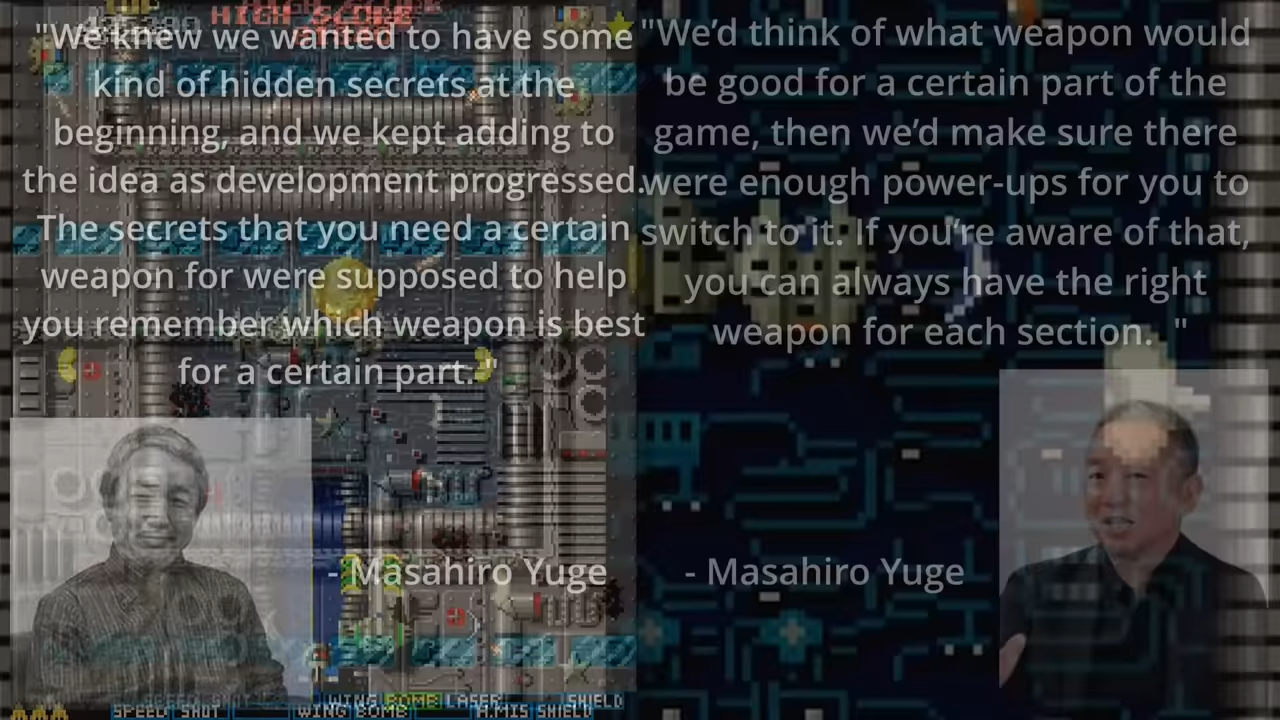 HIGH SCORE
"We knew we wanted to have some
kind of hidden secrets at the
beginning, and we kept adding to
the idea as development progressed.
The secrets that you need a certain
weapon for were supposed to help
you remember which weapon is best
for a certain part. "
- Masahiro Yuge
"We’d think of what weapon would
be good for a certain part of the
game, then we’d make sure there
were enough power-ups for you to
switch to it. If you’re aware of that,
you can always have the right
weapon for each section. "
- Masahiro Yuge
SPEED SHOT WING BOMB LASER SHIELD
SPEED SHOT WING BOMB A.MIS SHIELD